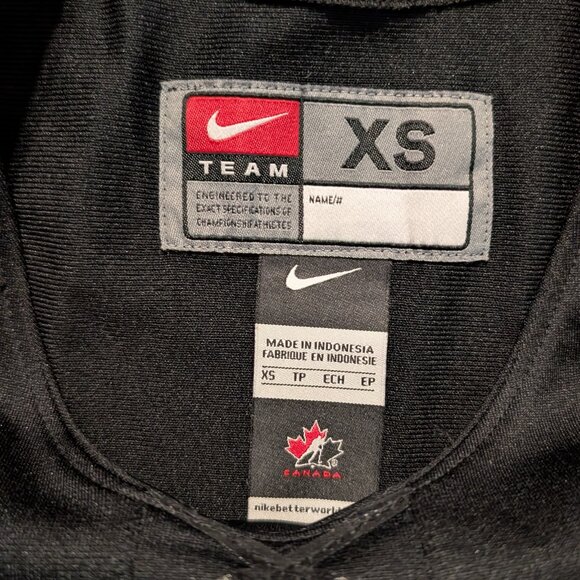 TEAM
XS
ENGINEERED TO THE
EXACT SPECIFICATIONS OF
CHAMPIONSHIP ATHLETES
NAME/#
MADE IN INDONESIA
FABRIQUE EN INDONESIE
XS TP ECH EP
CANADA
nikebetterworl